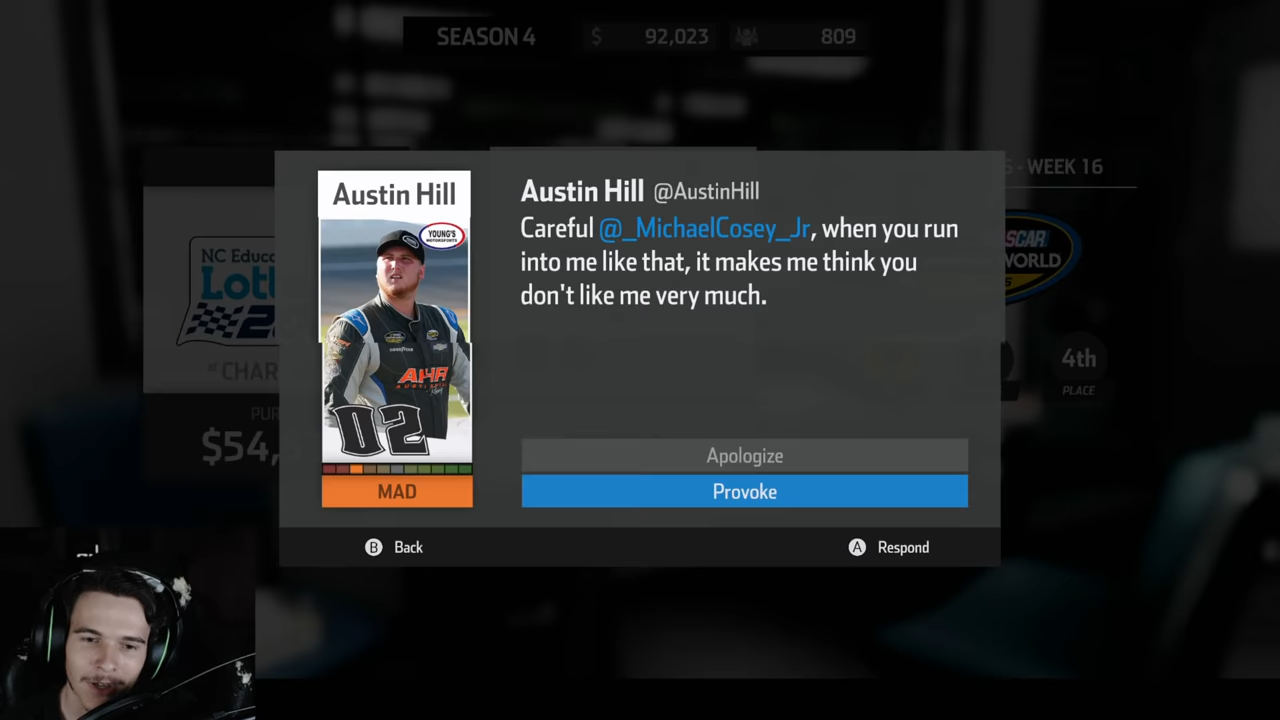 SEASON 4
$ 92,023
809
- WEEK 16
Austin Hill
YOUNG'S
MOTORSPORTS
02
MAD
Austin Hill @AustinHill
Careful @_MichaelCosey_Jr, when you run
into me like that, it makes me think you
don't like me very much.
Apologize
Provoke
B Back
A Respond
NC Educa
Lott
CHAR
PUR
$54,
SCAR
WORLD
4th
PLACE